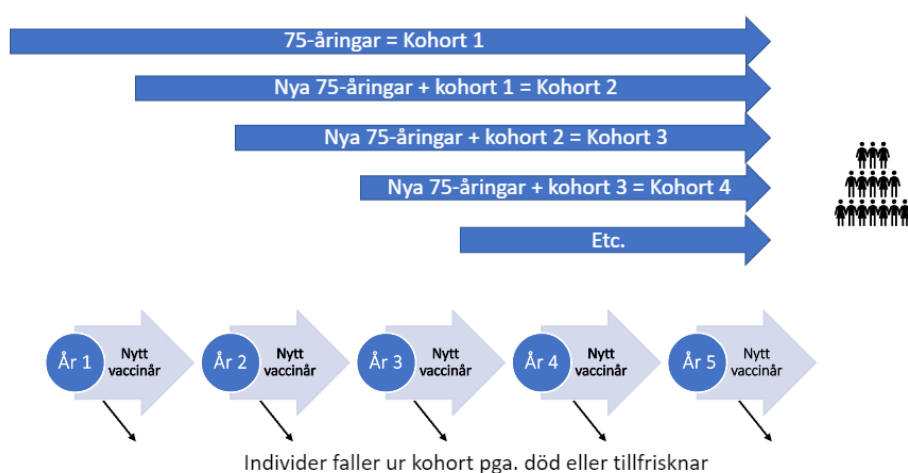 75-åringar = Kohort 1
Nya 75-åringar + kohort 1 = Kohort 2
Nya 75-åringar + kohort 2 = Kohort 3
Nya 75-åringar + kohort 3 = Kohort 4
Etc.
År 1
Nytt
vaccinår
År 2
Nytt
vaccinår
År 3
Nytt
vaccinår
År 4
Nytt
vaccinår
År 5
Nytt
vaccinår
Individer faller ur kohort pga. död eller tillfrisknar